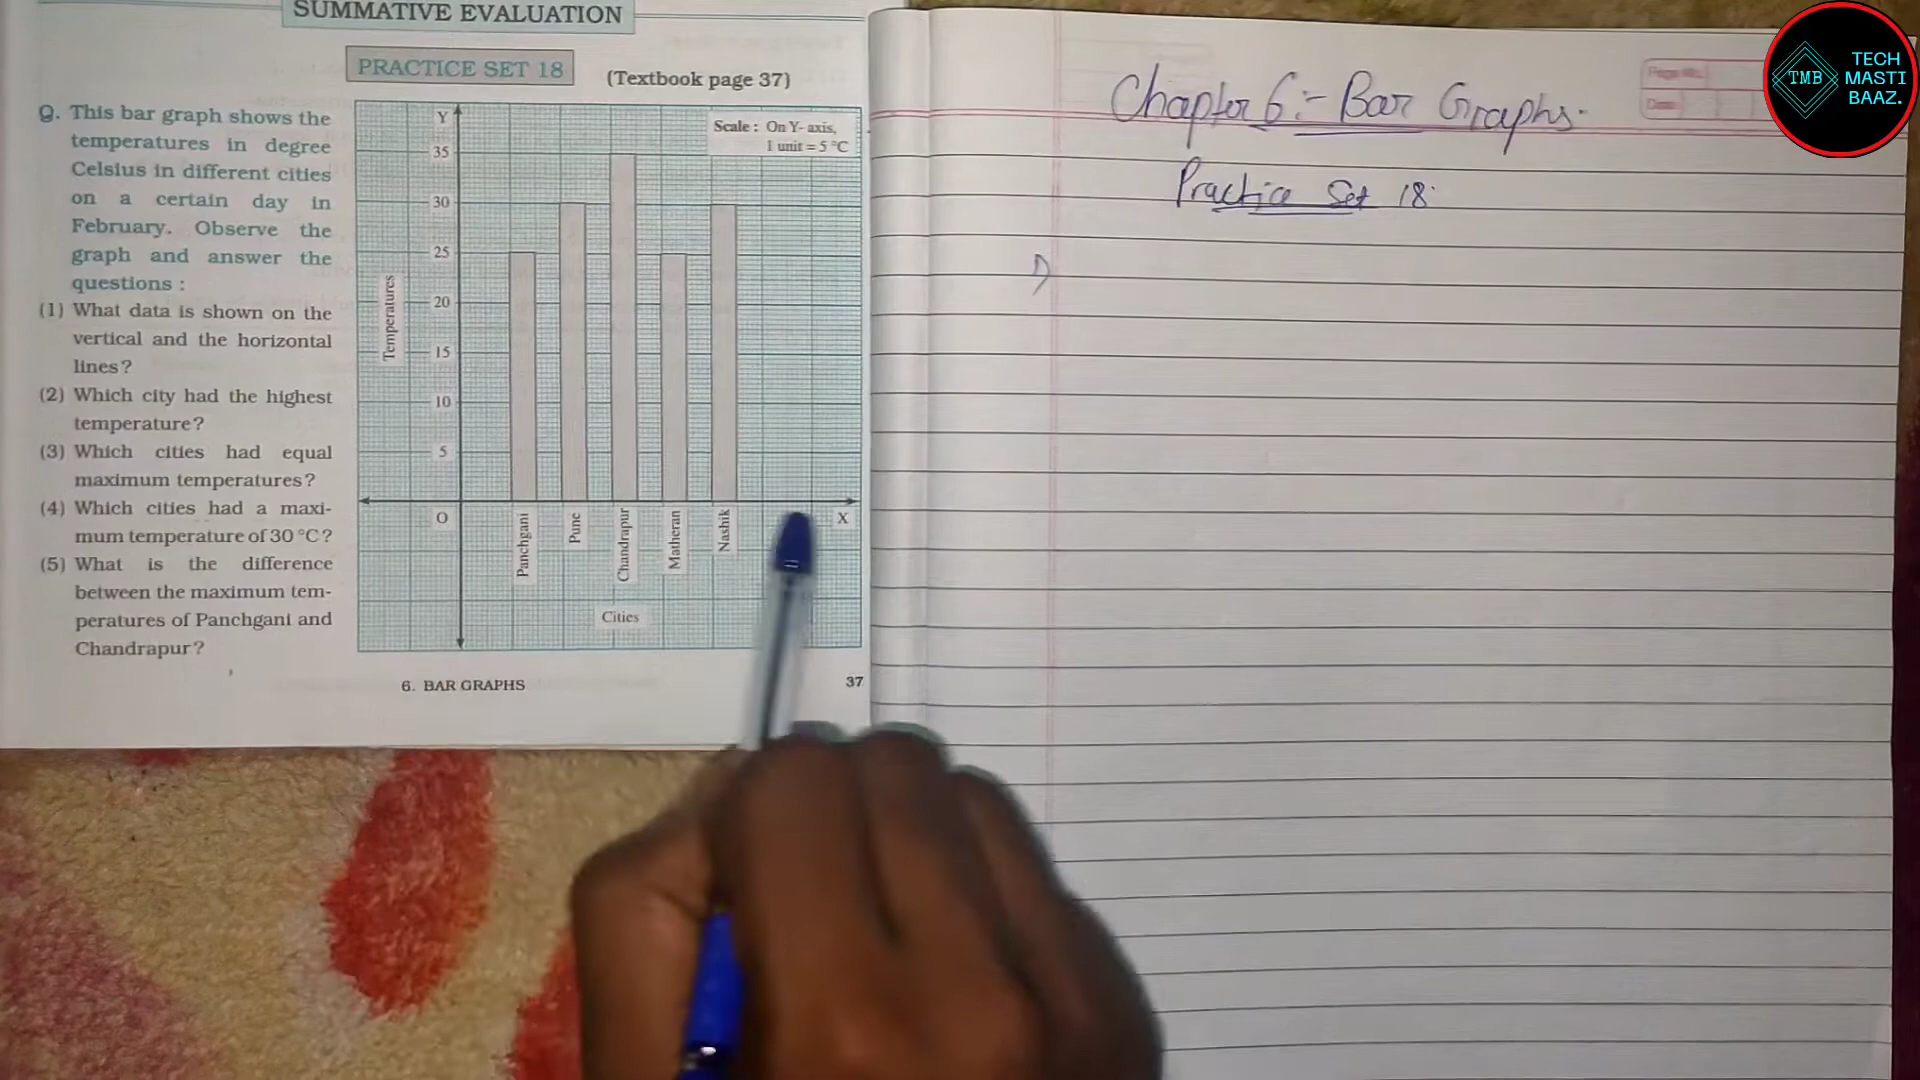 SUMMATIVE EVALUATION
PRACTICE SET 18
(Textbook page 37)
Q. This bar graph shows the
temperatures in degree
Celsius in different cities
on a certain day in
February. Observe the
graph and answer the
questions :
(1) What data is shown on the
vertical and the horizontal
lines?
(2) Which city had the highest
temperature?
(3) Which cities had equal
maximum temperatures?
(4) Which cities had a maxi-
mum temperature of 30 °C?
(5) What is the difference
between the maximum tem-
peratures of Panchgani and
Chandrapur?
Y
Scale : On Y- axis,
1 unit = 5 °C
35
30
25
20
15
10
5
O
X
Temperatures
Panchgani
Pune
Chandrapur
Matheran
Nashik
Cities
6. BAR GRAPHS
37
Chapter 6:- Bar Graphs.
Practice Set 18.
1)
Page No.
Date
TMB
TECH
MASTI
BAAZ.